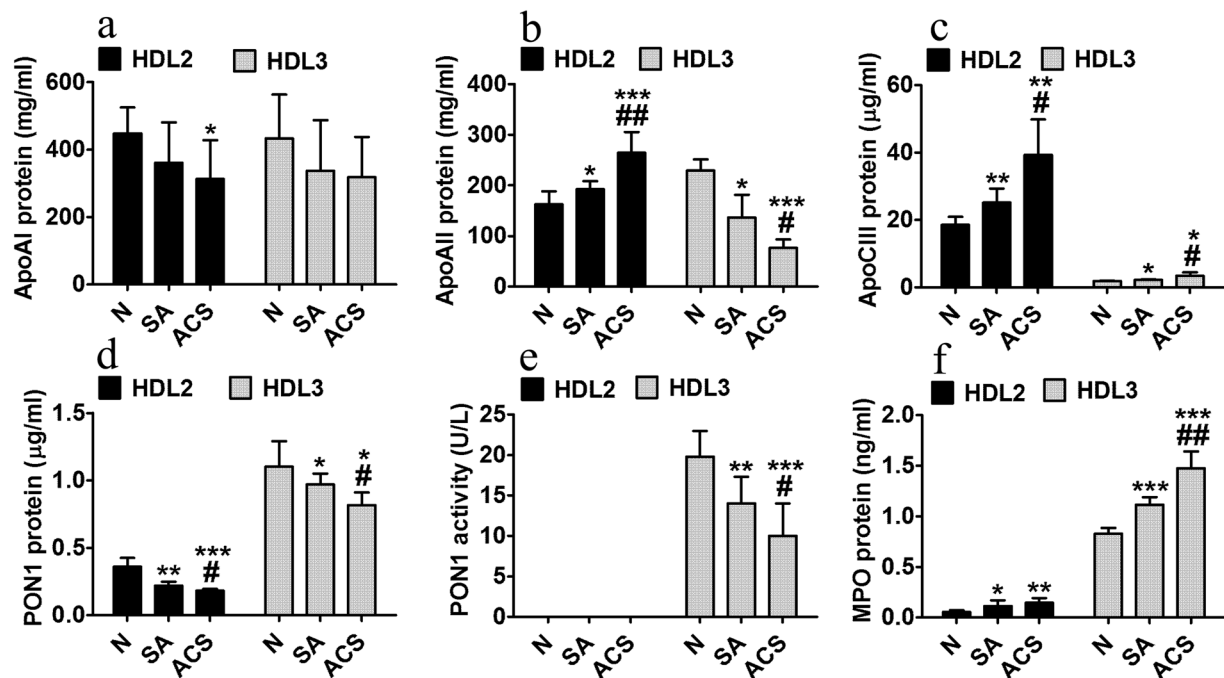 a
HDL2 HDL3
ApoAI protein (mg/ml)
600
400
200
0
*
N SA ACS N SA ACS
b
HDL2 HDL3
ApoAII protein (mg/ml)
400
300
200
100
0
* *** ## * *** #
N SA ACS N SA ACS
c
HDL2 HDL3
ApoCIII protein (µg/ml)
60
40
20
0
** ** # * * #
N SA ACS N SA ACS
d
HDL2 HDL3
PON1 protein (µg/ml)
1.5
1.0
0.5
0.0
** *** # * * #
N SA ACS N SA ACS
e
HDL2 HDL3
PON1 activity (U/L)
25
20
15
10
5
0
** *** #
N SA ACS N SA ACS
f
HDL2 HDL3
MPO protein (ng/ml)
2.0
1.5
1.0
0.5
0.0
* ** *** *** ##
N SA ACS N SA ACS